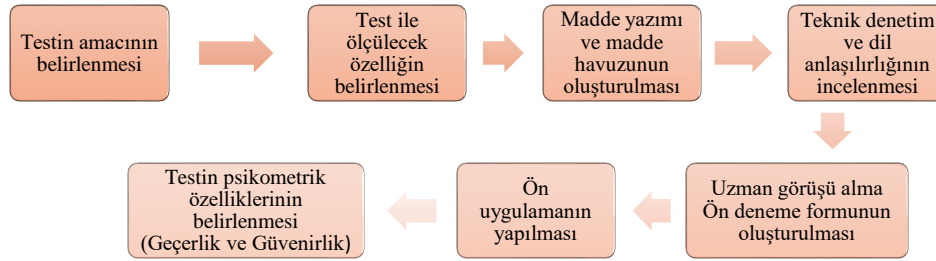 Testin amacının
belirlenmesi
Test ile
ölçülecek
özelliğin
belirlenmesi
Madde yazımı
ve madde
havuzunun
oluşturulması
Teknik denetim
ve dil
anlaşılırlığının
incelenmesi
Uzman görüşü alma
Ön deneme formunun
oluşturulması
Ön
uygulamanın
yapılması
Testin psikometrik
özelliklerinin
belirlenmesi
(Geçerlik ve Güvenirlik)